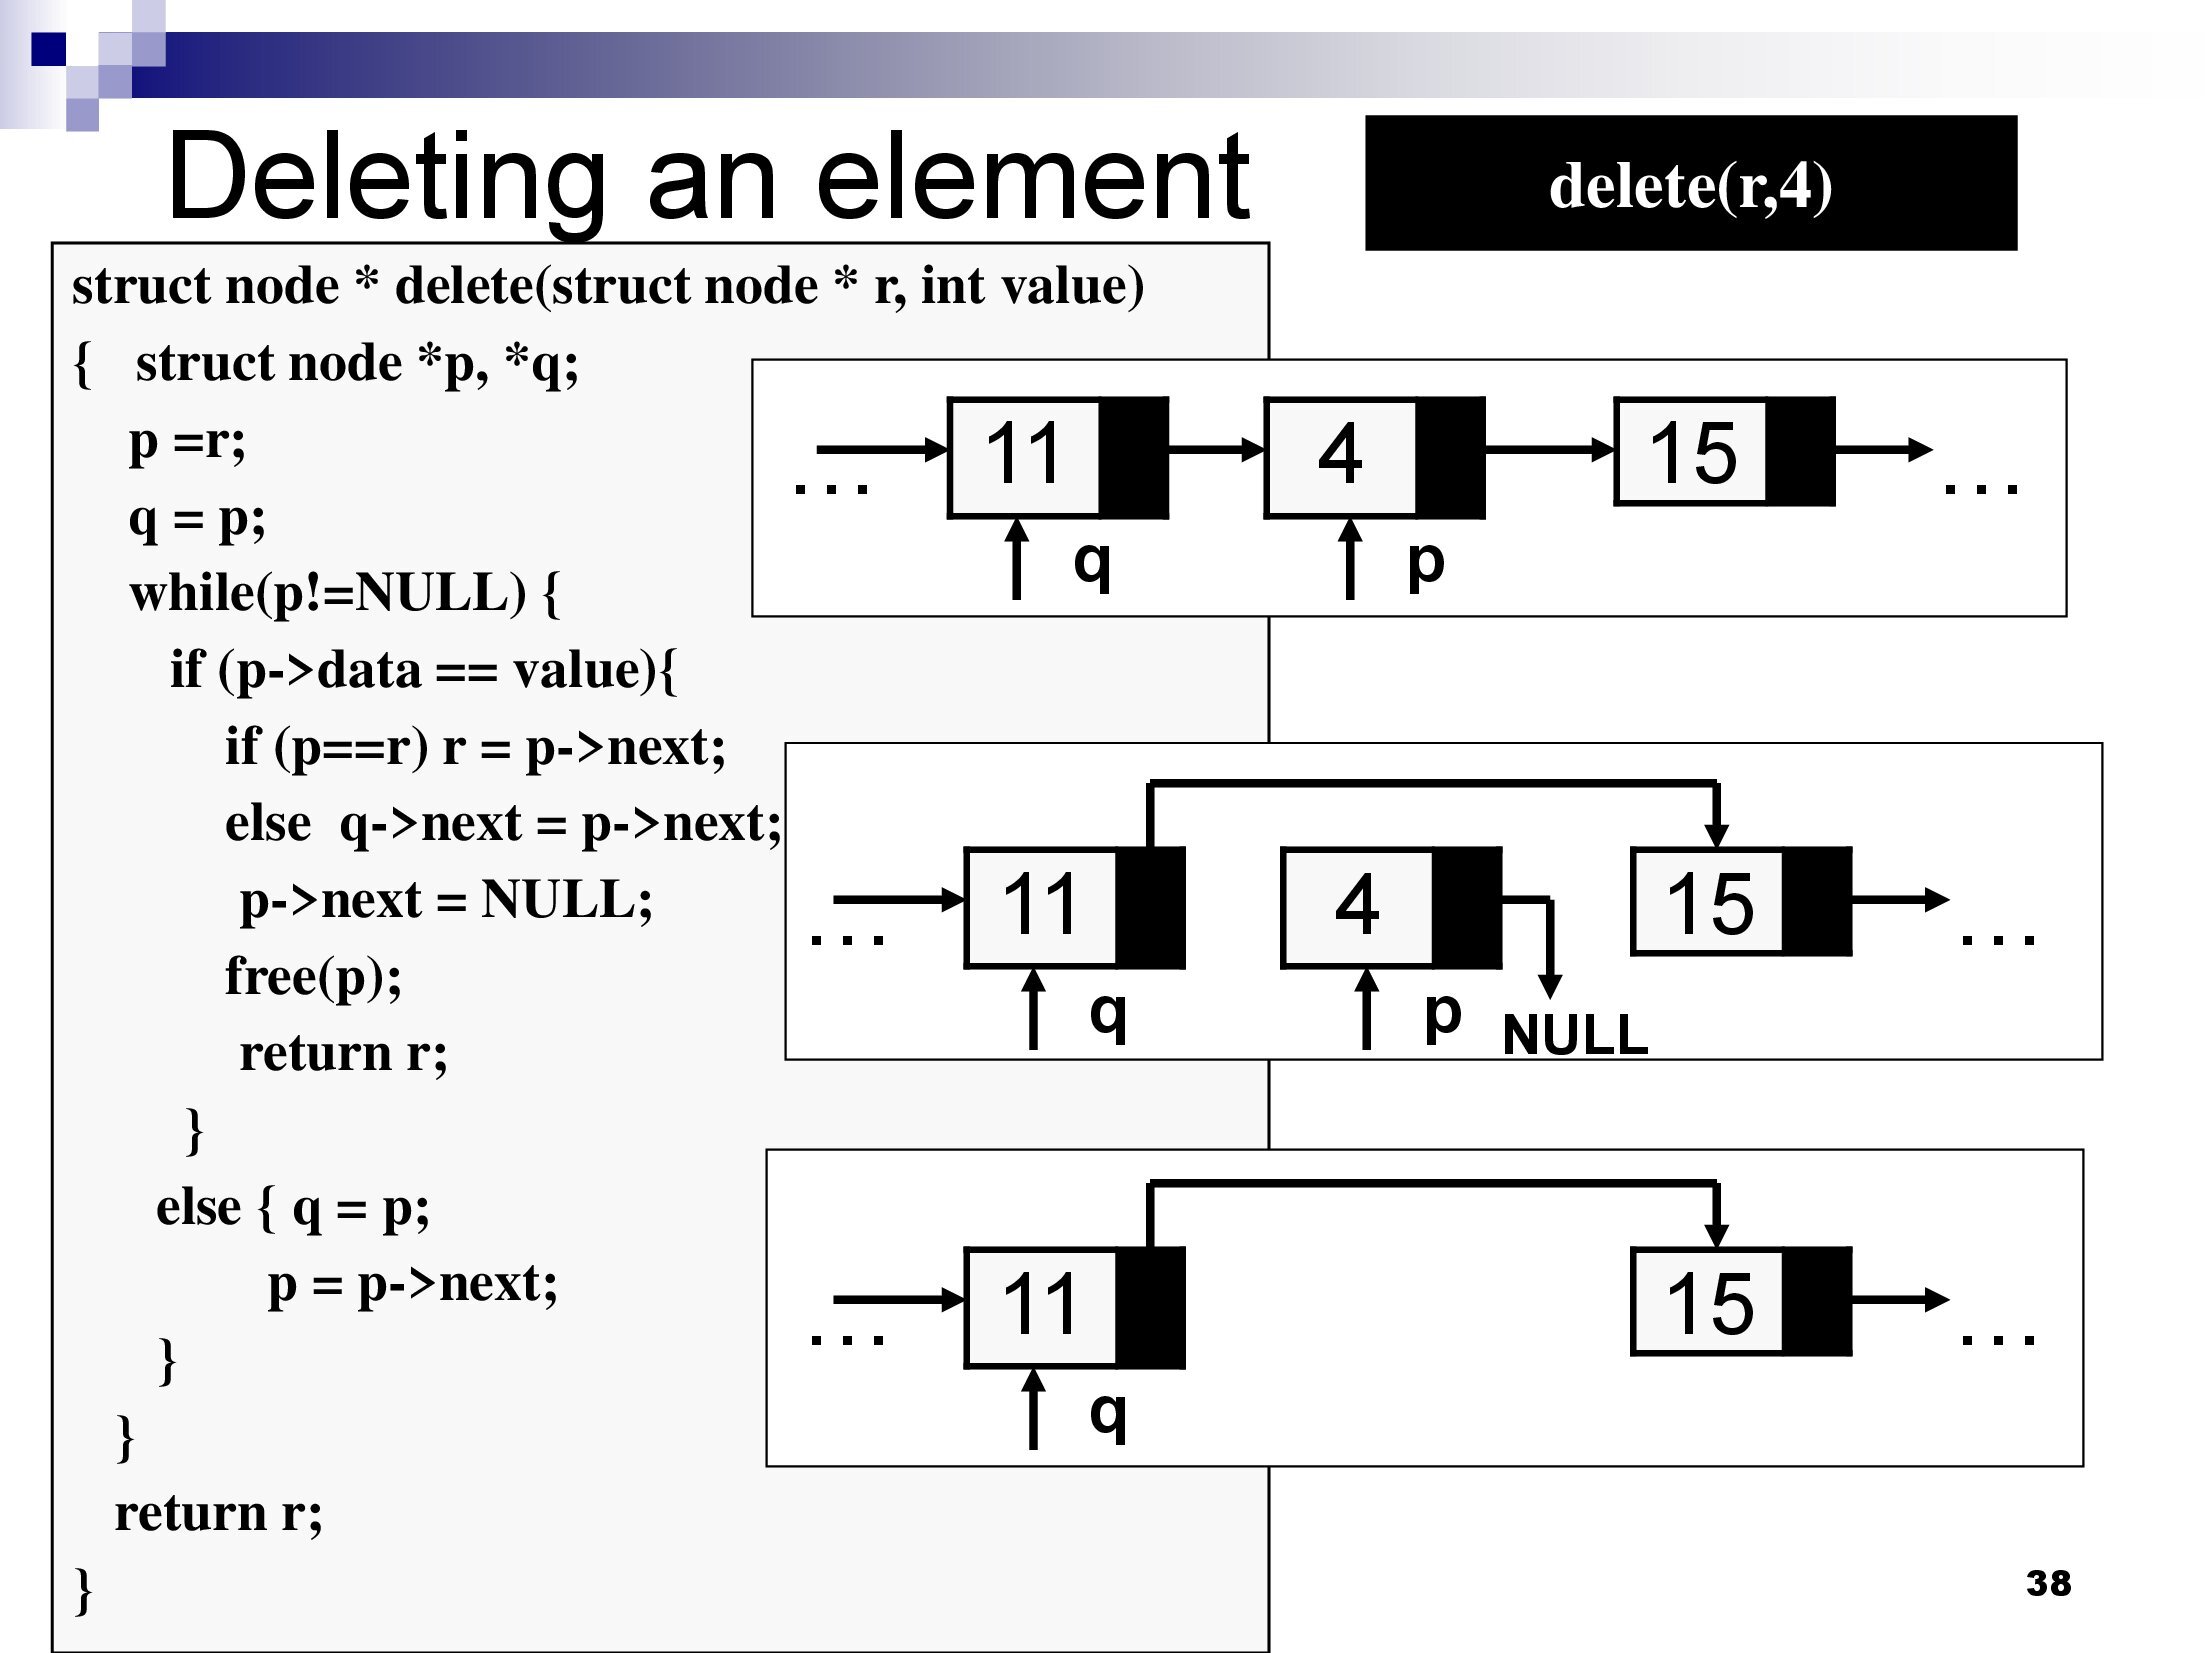 Deleting an element
delete(r,4)
struct node * delete(struct node * r, int value)
{ struct node *p, *q;
p =r;
q = p;
while(p!=NULL) {
if (p->data == value){
if (p==r) r = p->next;
else q->next = p->next;
p->next = NULL;
free(p);
return r;
}
else { q = p;
p = p->next;
}
}
return r;
}
... 11 4 15 ...
q p
... 11 4 15 ...
q p NULL
... 11 15 ...
q
38